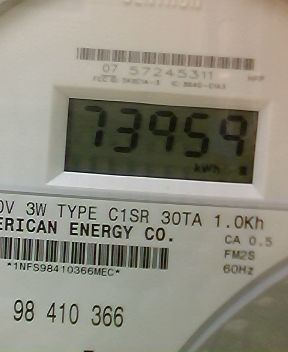 CENTRON
07 57245311
73959
kWh
0V 3W TYPE C1SR 30TA 1.0Kh
ERICAN ENERGY CO.
CA 0.5
FM2S
*1NFS98410366MEC*
60Hz
98 410 366